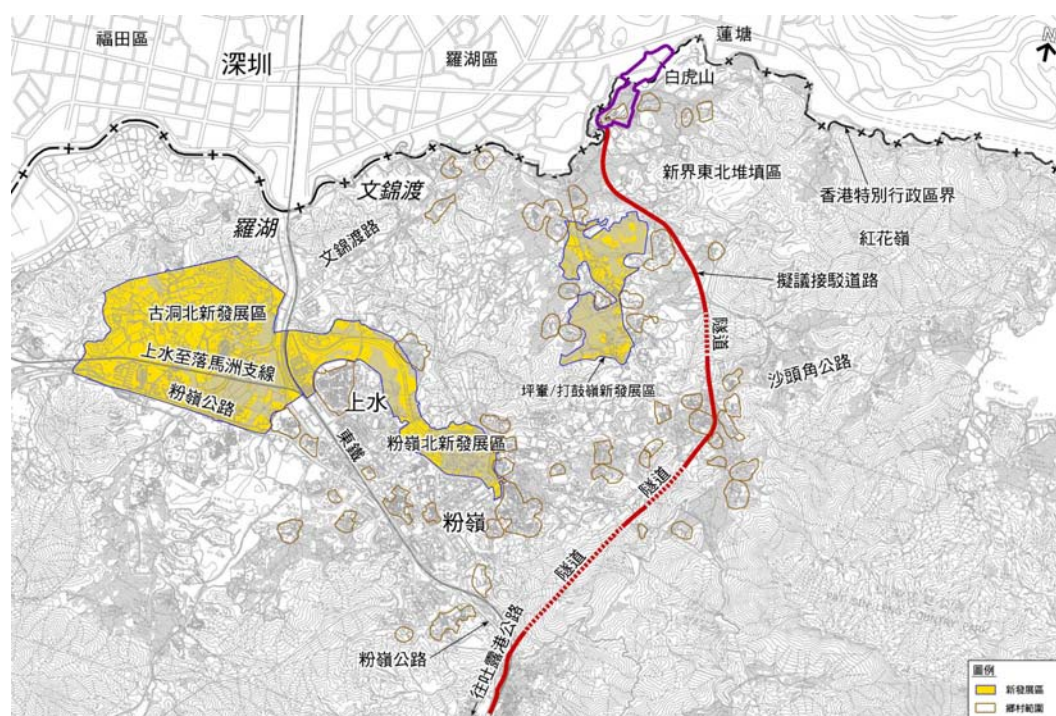 福田區
深圳
羅湖區
蓮塘
N
白虎山
新界東北堆填區
香港特別行政區界
紅花嶺
文錦渡
羅湖
文錦渡路
擬議接駁道路
古洞北新發展區
隧道
上水至落馬洲支線
坪輋/打鼓嶺新發展區
沙頭角公路
粉嶺公路
上水
東鐵
粉嶺北新發展區
隧道
粉嶺
隧道
粉嶺公路
往吐露港公路
圖例
新發展區
鄉村範圍